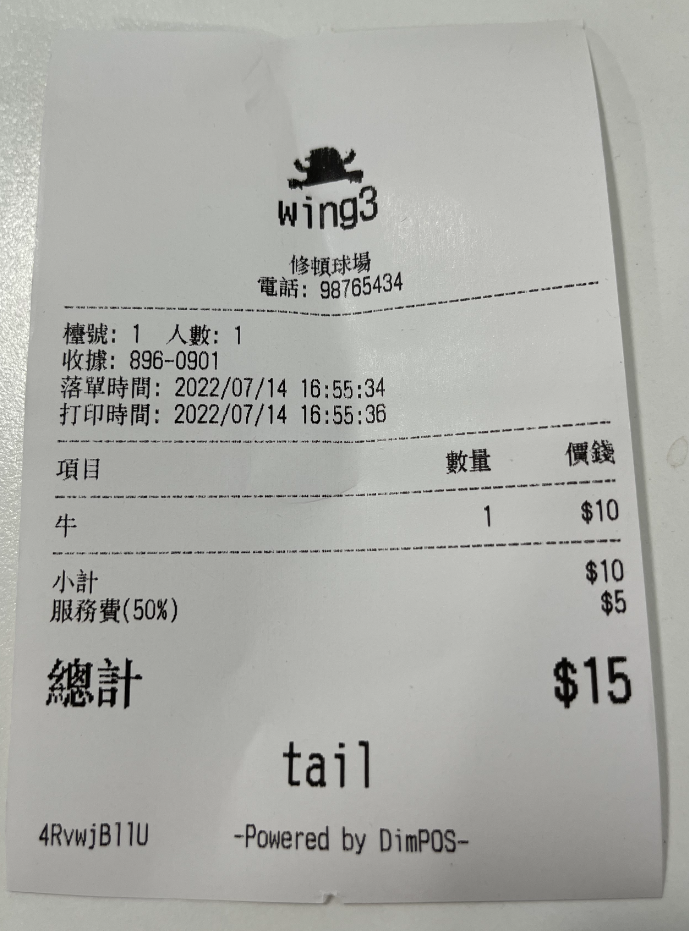 wing3
修頓球場
電話: 98765434
檯號: 1 人數: 1
收據: 896-0901
落單時間: 2022/07/14 16:55:34
打印時間: 2022/07/14 16:55:36
項目 數量 價錢
牛 1 $10
小計 $10
服務費(50%) $5
總計 $15
tail
4RvwjBllU -Powered by DimPOS-